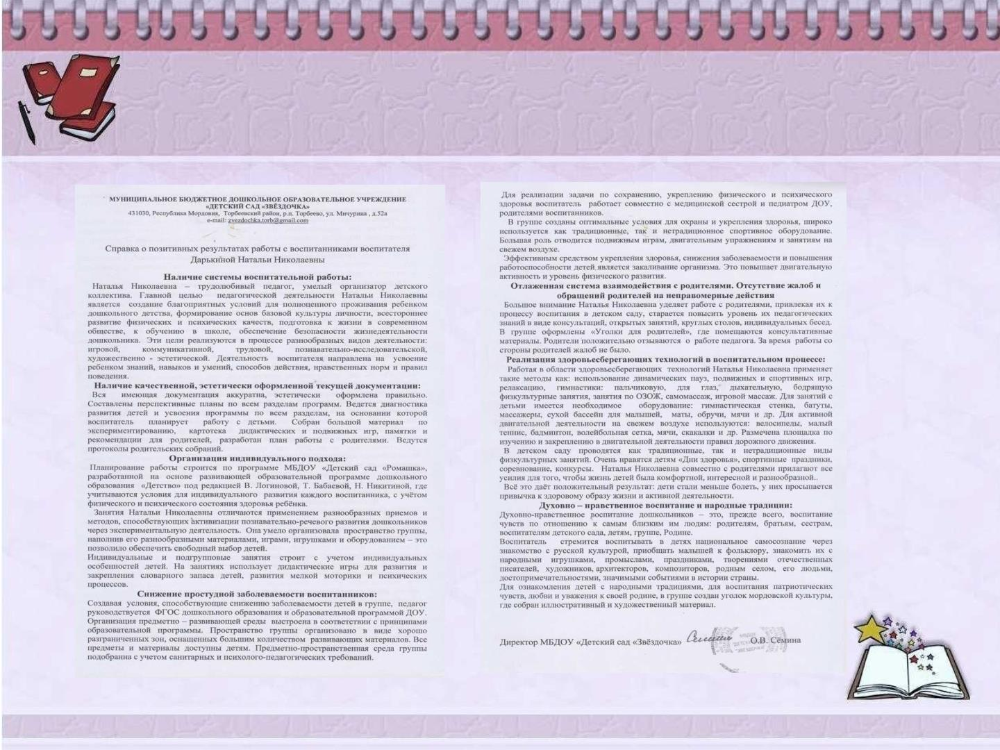 МУНИЦИПАЛЬНОЕ БЮДЖЕТНОЕ ДОШКОЛЬНОЕ ОБРАЗОВАТЕЛЬНОЕ УЧРЕЖДЕНИЕ
«ДЕТСКИЙ САД «ЗВЁЗДОЧКА»
431030, Республика Мордовия, Торбеевский район, р.п. Торбеево, ул. Мичурина , д.52а
e-mail: zvezdochka.torb@gmail.com
Справка о позитивных результатах работы с воспитанниками воспитателя
Дарькиной Натальи Николаевны
Наличие системы воспитательной работы:
Наталья Николаевна – трудолюбивый педагог, умелый организатор детского
коллектива. Главной целью педагогической деятельности Натальи Николаевны
является создание благоприятных условий для полноценного проживания ребенком
дошкольного детства, формирование основ базовой культуры личности, всестороннее
развитие физических и психических качеств, подготовка к жизни в современном
обществе, к обучению в школе, обеспечение безопасности жизнедеятельности
дошкольника. Эти цели реализуются в процессе разнообразных видов деятельности:
игровой, коммуникативной, трудовой, познавательно-исследовательской,
художественно - эстетической. Деятельность воспитателя направлена на усвоение
ребенком знаний, навыков и умений, способов действия, нравственных норм и правил
поведения.
Наличие качественной, эстетически оформленной текущей документации:
Вся имеющая документация аккуратна, эстетически оформлена правильно.
Составлены перспективные планы по всем разделам программ. Ведется диагностика
развития детей и усвоения программы по всем разделам, на основании которой
воспитатель планирует работу с детьми. Собран большой материал по
экспериментированию, картотека дидактических и подвижных игр, памятки и
рекомендации для родителей, разработан план работы с родителями. Ведутся
протоколы родительских собраний.
Организация индивидуального подхода:
Планирование работы строится по программе МБДОУ «Детский сад «Ромашка»,
разработанной на основе развивающей образовательной программе дошкольного
образования «Детство» под редакцией В. Логиновой, Т. Бабаевой, Н. Никитиной, где
учитываются условия для индивидуального развития каждого воспитанника, с учётом
физического и психического состояния здоровья ребёнка.
Занятия Натальи Николаевны отличаются применением разнообразных приемов и
методов, способствующих активизации познавательно-речевого развития дошкольников
через экспериментальную деятельность. Она умело организовала пространство группы,
наполнив его разнообразными материалами, играми, игрушками и оборудованием – это
позволило обеспечить свободный выбор детей.
Индивидуальные и подгрупповые занятия строит с учетом индивидуальных
особенностей детей. На занятиях использует дидактические игры для развития и
закрепления словарного запаса детей, развития мелкой моторики и психических
процессов.
Снижение простудной заболеваемости воспитанников:
Создавая условия, способствующие снижению заболеваемости детей в группе, педагог
руководствуется ФГОС дошкольного образования и образовательной программой ДОУ.
Организация предметно – развивающей среды выстроена в соответствии с принципами
образовательной программы. Пространство группы организовано в виде хорошо
разграниченных зон, оснащенных большим количеством развивающих материалов. Все
предметы и материалы доступны детям. Предметно-пространственная среда группы
подобрана с учетом санитарных и психолого-педагогических требований.
Для реализации задачи по сохранению, укреплению физического и психического
здоровья воспитатель работает совместно с медицинской сестрой и педиатром ДОУ,
родителями воспитанников.
В группе созданы оптимальные условия для охраны и укрепления здоровья, широко
используется как традиционные, так и нетрадиционное спортивное оборудование.
Большая роль отводится подвижным играм, двигательным упражнениям и занятиям на
свежем воздухе.
Эффективным средством укрепления здоровья, снижения заболеваемости и повышения
работоспособности детей является закаливание организма. Это повышает двигательную
активность и уровень физического развития.
Отлаженная система взаимодействия с родителями. Отсутствие жалоб и
обращений родителей на неправомерные действия
Большое внимание Наталья Николаевна уделяет работе с родителями, привлекая их к
процессу воспитания в детском саду, старается повысить уровень их педагогических
знаний в виде консультаций, открытых занятий, круглых столов, индивидуальных бесед.
В группе оформлены «Уголки для родителей», где помещаются консультативные
материалы. Родители положительно отзываются о работе педагога. За время работы со
стороны родителей жалоб не было.
Реализация здоровьесберегающих технологий в воспитательном процессе:
Работая в области здоровьесберегающих технологий Наталья Николаевна применяет
такие методы как: использование динамических пауз, подвижных и спортивных игр,
релаксацию, гимнастики: пальчиковую, для глаз, дыхательную, бодрящую
физкультурные занятия, занятия по ОЗОЖ, самомассаж, игровой массаж. Для занятий с
детьми имеется необходимое оборудование: гимнастическая стенка, батуты,
массажеры, сухой бассейн для малышей, маты, обручи, мячи и др. Для активной
двигательной деятельности на свежем воздухе используются: велосипеды, малый
теннис, бадминтон, волейбольная сетка, мячи, скакалки и др. Размечена площадка по
изучению и закреплению в двигательной деятельности правил дорожного движения.
В детском саду проводятся как традиционные, так и нетрадиционные виды
физкультурных занятий. Очень нравятся детям «Дни здоровья», спортивные праздники,
соревнование, конкурсы. Наталья Николаевна совместно с родителями прилагают все
усилия для того, чтобы жизнь детей была комфортной, интересной и разнообразной..
Всё это даёт положительный результат: дети стали меньше болеть, у них просыпается
привычка к здоровому образу жизни и активной деятельности.
Духовно – нравственное воспитание и народные традиции:
Духовно-нравственное воспитание дошкольников – это, прежде всего, воспитание
чувств по отношению к самым близким им людям: родителям, братьям, сестрам,
воспитателям детского сада, детям, группе, Родине.
Воспитатель стремится воспитывать в детях национальное самосознание через
знакомство с русской культурой, приобщать малышей к фольклору, знакомить их с
народными игрушками, промыслами, праздниками, творениями отечественных
писателей, художников, архитекторов, композиторов, родным селом, его людьми,
достопримечательностями, значимыми событиями в истории страны.
Для ознакомления детей с народными традициями, для воспитания патриотических
чувств, любви и уважения к своей родине, в группе создан уголок мордовской культуры,
где собран иллюстративный и художественный материал.
Директор МБДОУ «Детский сад «Звёздочка» О.В. Сёмина